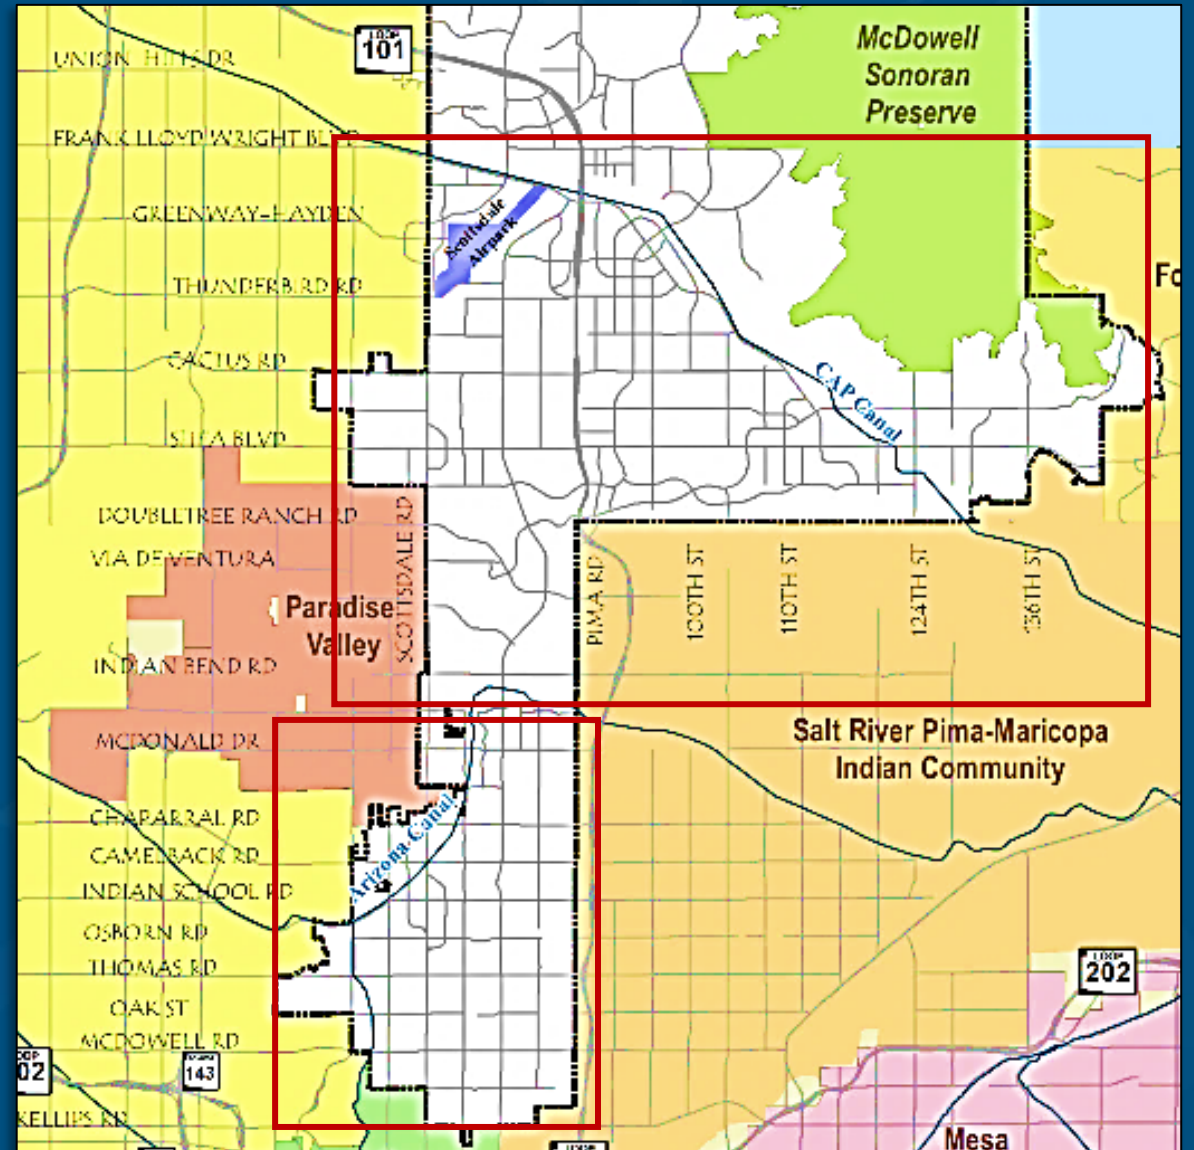 McDowell
Sonoran
Preserve
LOOP
101
UNION HILLS DR
FRANK LLOYD WRIGHT BLVD
GREENWAY-HAYDEN
Scottsdale
Airpark
THUNDERBIRD RD
CACTUS RD
CAP Canal
SHEA BLVD
DOUBLETREE RANCH RD
VIA DE VENTURA
SCOTTSDALE RD
PIMA RD
100TH ST
110TH ST
124TH ST
136TH ST
Paradise
Valley
INDIAN BEND RD
MCDONALD DR
Salt River Pima-Maricopa
Indian Community
CHAPARRAL RD
CAMELBACK RD
Arizona Canal
INDIAN SCHOOL RD
OSBORN RD
THOMAS RD
LOOP
202
OAK ST
MCDOWELL RD
02
143
KELLIPS RD
Mesa
Fo